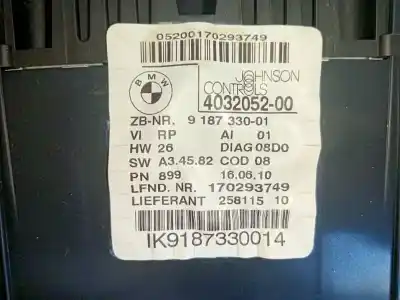 05200170293749
BMW
JOHNSON
CONTROLS
4032052-00
ZB-NR. 9 187 330-01
VI RP AI 01
HW 26 DIAG 08D0
SW A3.45.82 COD 08
PN 899 16.06.10
LFND. NR. 170293749
LIEFERANT 258115 10
IK9187330014